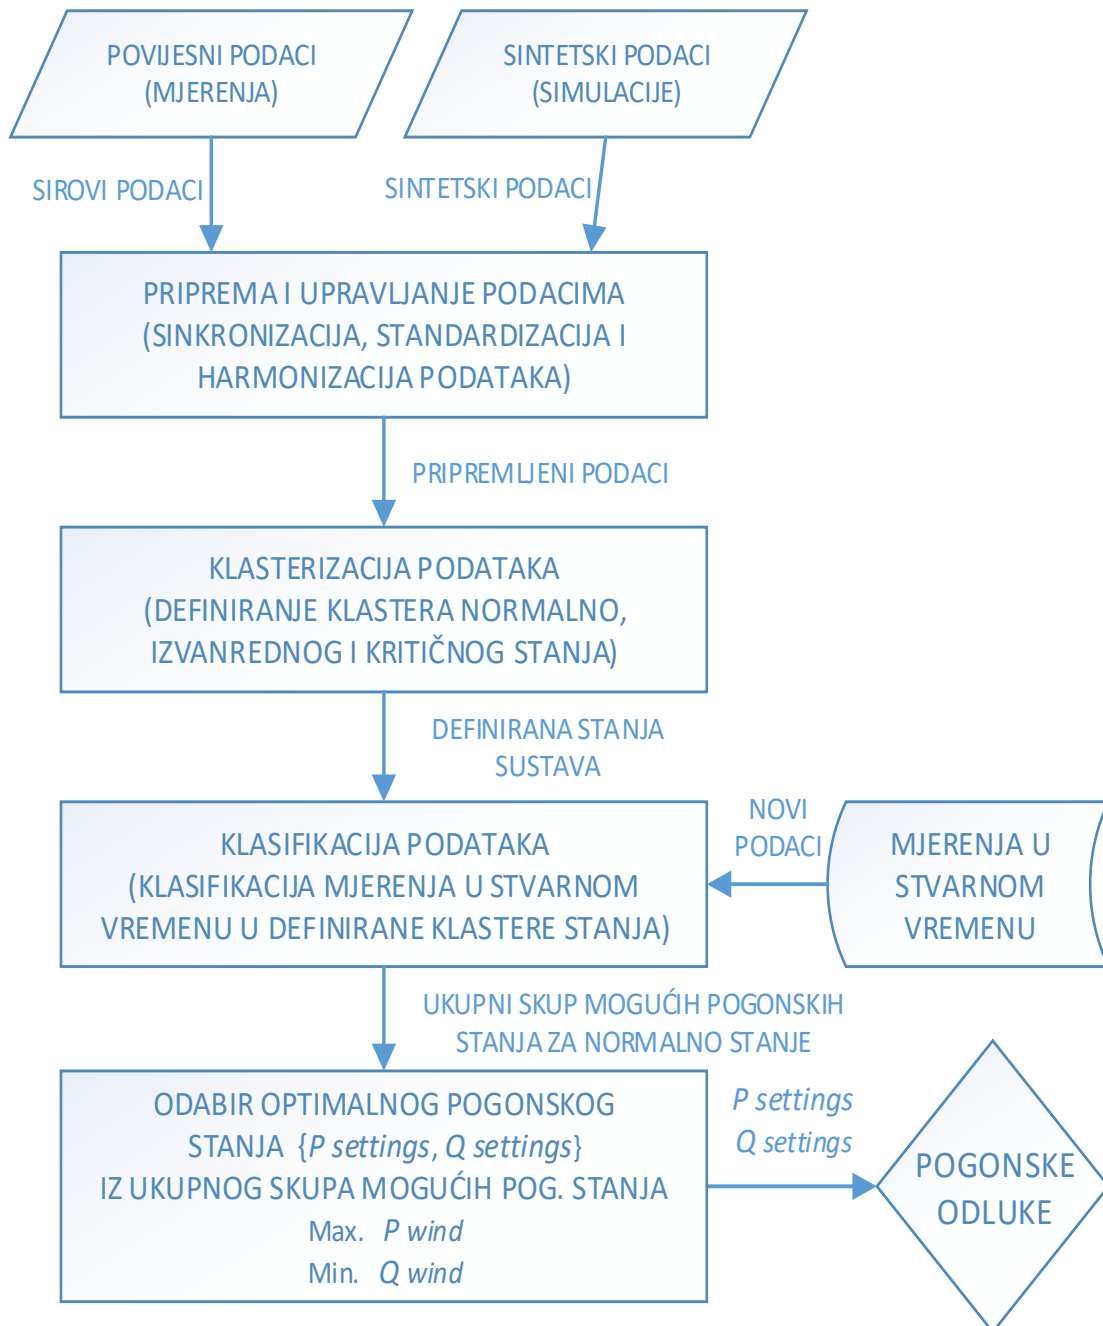 POVIJESNI PODACI
(MJERENJA)
SINTETSKI PODACI
(SIMULACIJE)
SIROVI PODACI
SINTETSKI PODACI
PRIPREMA I UPRAVLJANJE PODACIMA
(SINKRONIZACIJA, STANDARDIZACIJA I
HARMONIZACIJA PODATAKA)
PRIPREMLJENI PODACI
KLASTERIZACIJA PODATAKA
(DEFINIRANJE KLASTERA NORMALNO,
IZVANREDNOG I KRITIČNOG STANJA)
DEFINIRANA STANJA
SUSTAVA
KLASIFIKACIJA PODATAKA
(KLASIFIKACIJA MJERENJA U STVARNOM
VREMENU U DEFINIRANE KLASTERE STANJA)
NOVI
PODACI
MJERENJA U
STVARNOM
VREMENU
UKUPNI SKUP MOGUĆIH POGONSKIH
STANJA ZA NORMALNO STANJE
ODABIR OPTIMALNOG POGONSKOG
STANJA {P settings, Q settings}
IZ UKUPNOG SKUPA MOGUĆIH POG. STANJA
Max. P wind
Min. Q wind
P settings
Q settings
POGONSKE
ODLUKE